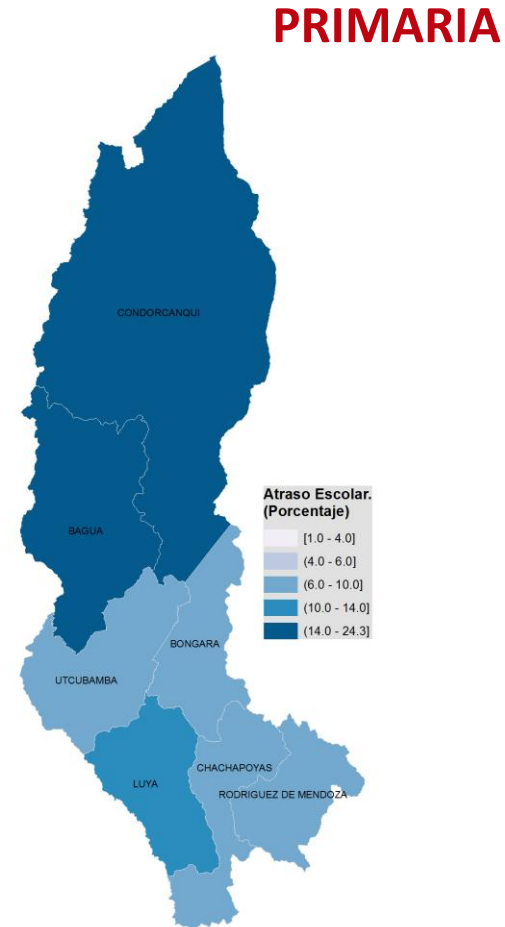 PRIMARIA
CONDORCANQUI
BAGUA
Atraso Escolar.
(Porcentaje)
[1.0 - 4.0]
(4.0 - 6.0]
(6.0 - 10.0]
(10.0 - 14.0]
(14.0 - 24.3]
BONGARA
UTCUBAMBA
CHACHAPOYAS
LUYA
RODRIGUEZ DE MENDOZA